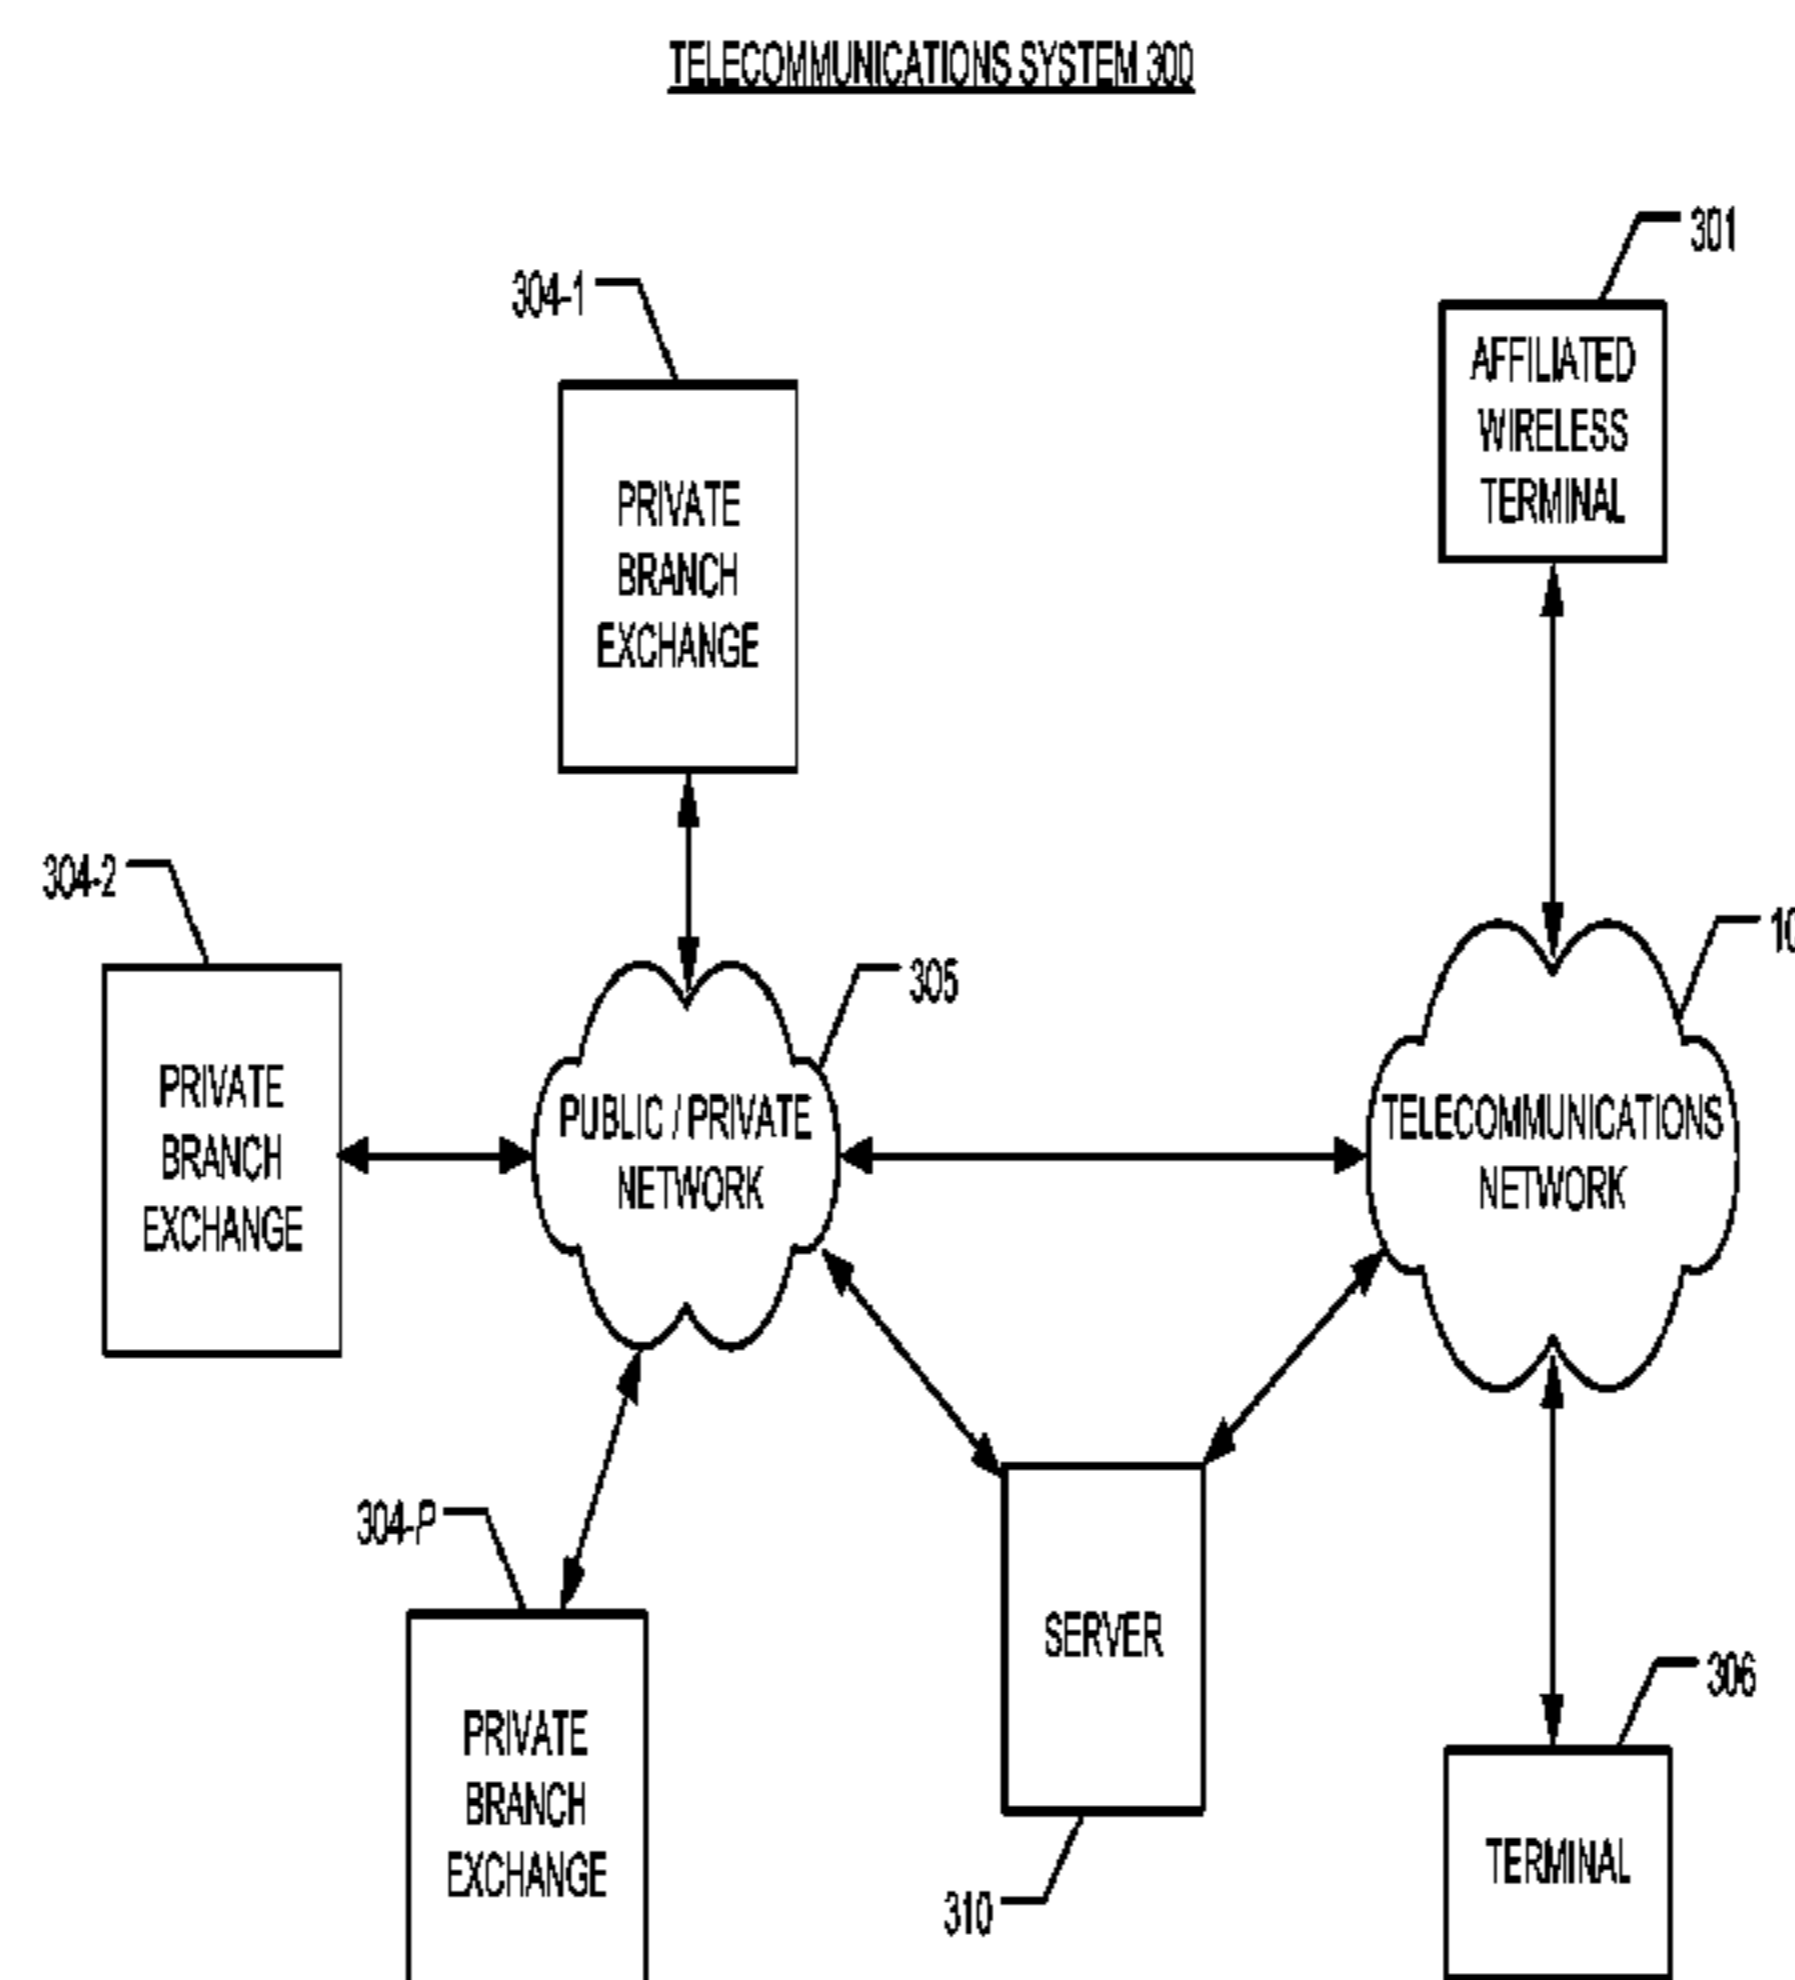 TELECOMMUNICATIONS SYSTEM 300
301
304-1
AFFILIATED
WIRELESS
TERMINAL
PRIVATE
BRANCH
EXCHANGE
304-2
305
10
PRIVATE
BRANCH
EXCHANGE
PUBLIC / PRIVATE
NETWORK
TELECOMMUNICATIONS
NETWORK
304-P
SERVER
306
PRIVATE
BRANCH
EXCHANGE
TERMINAL
310